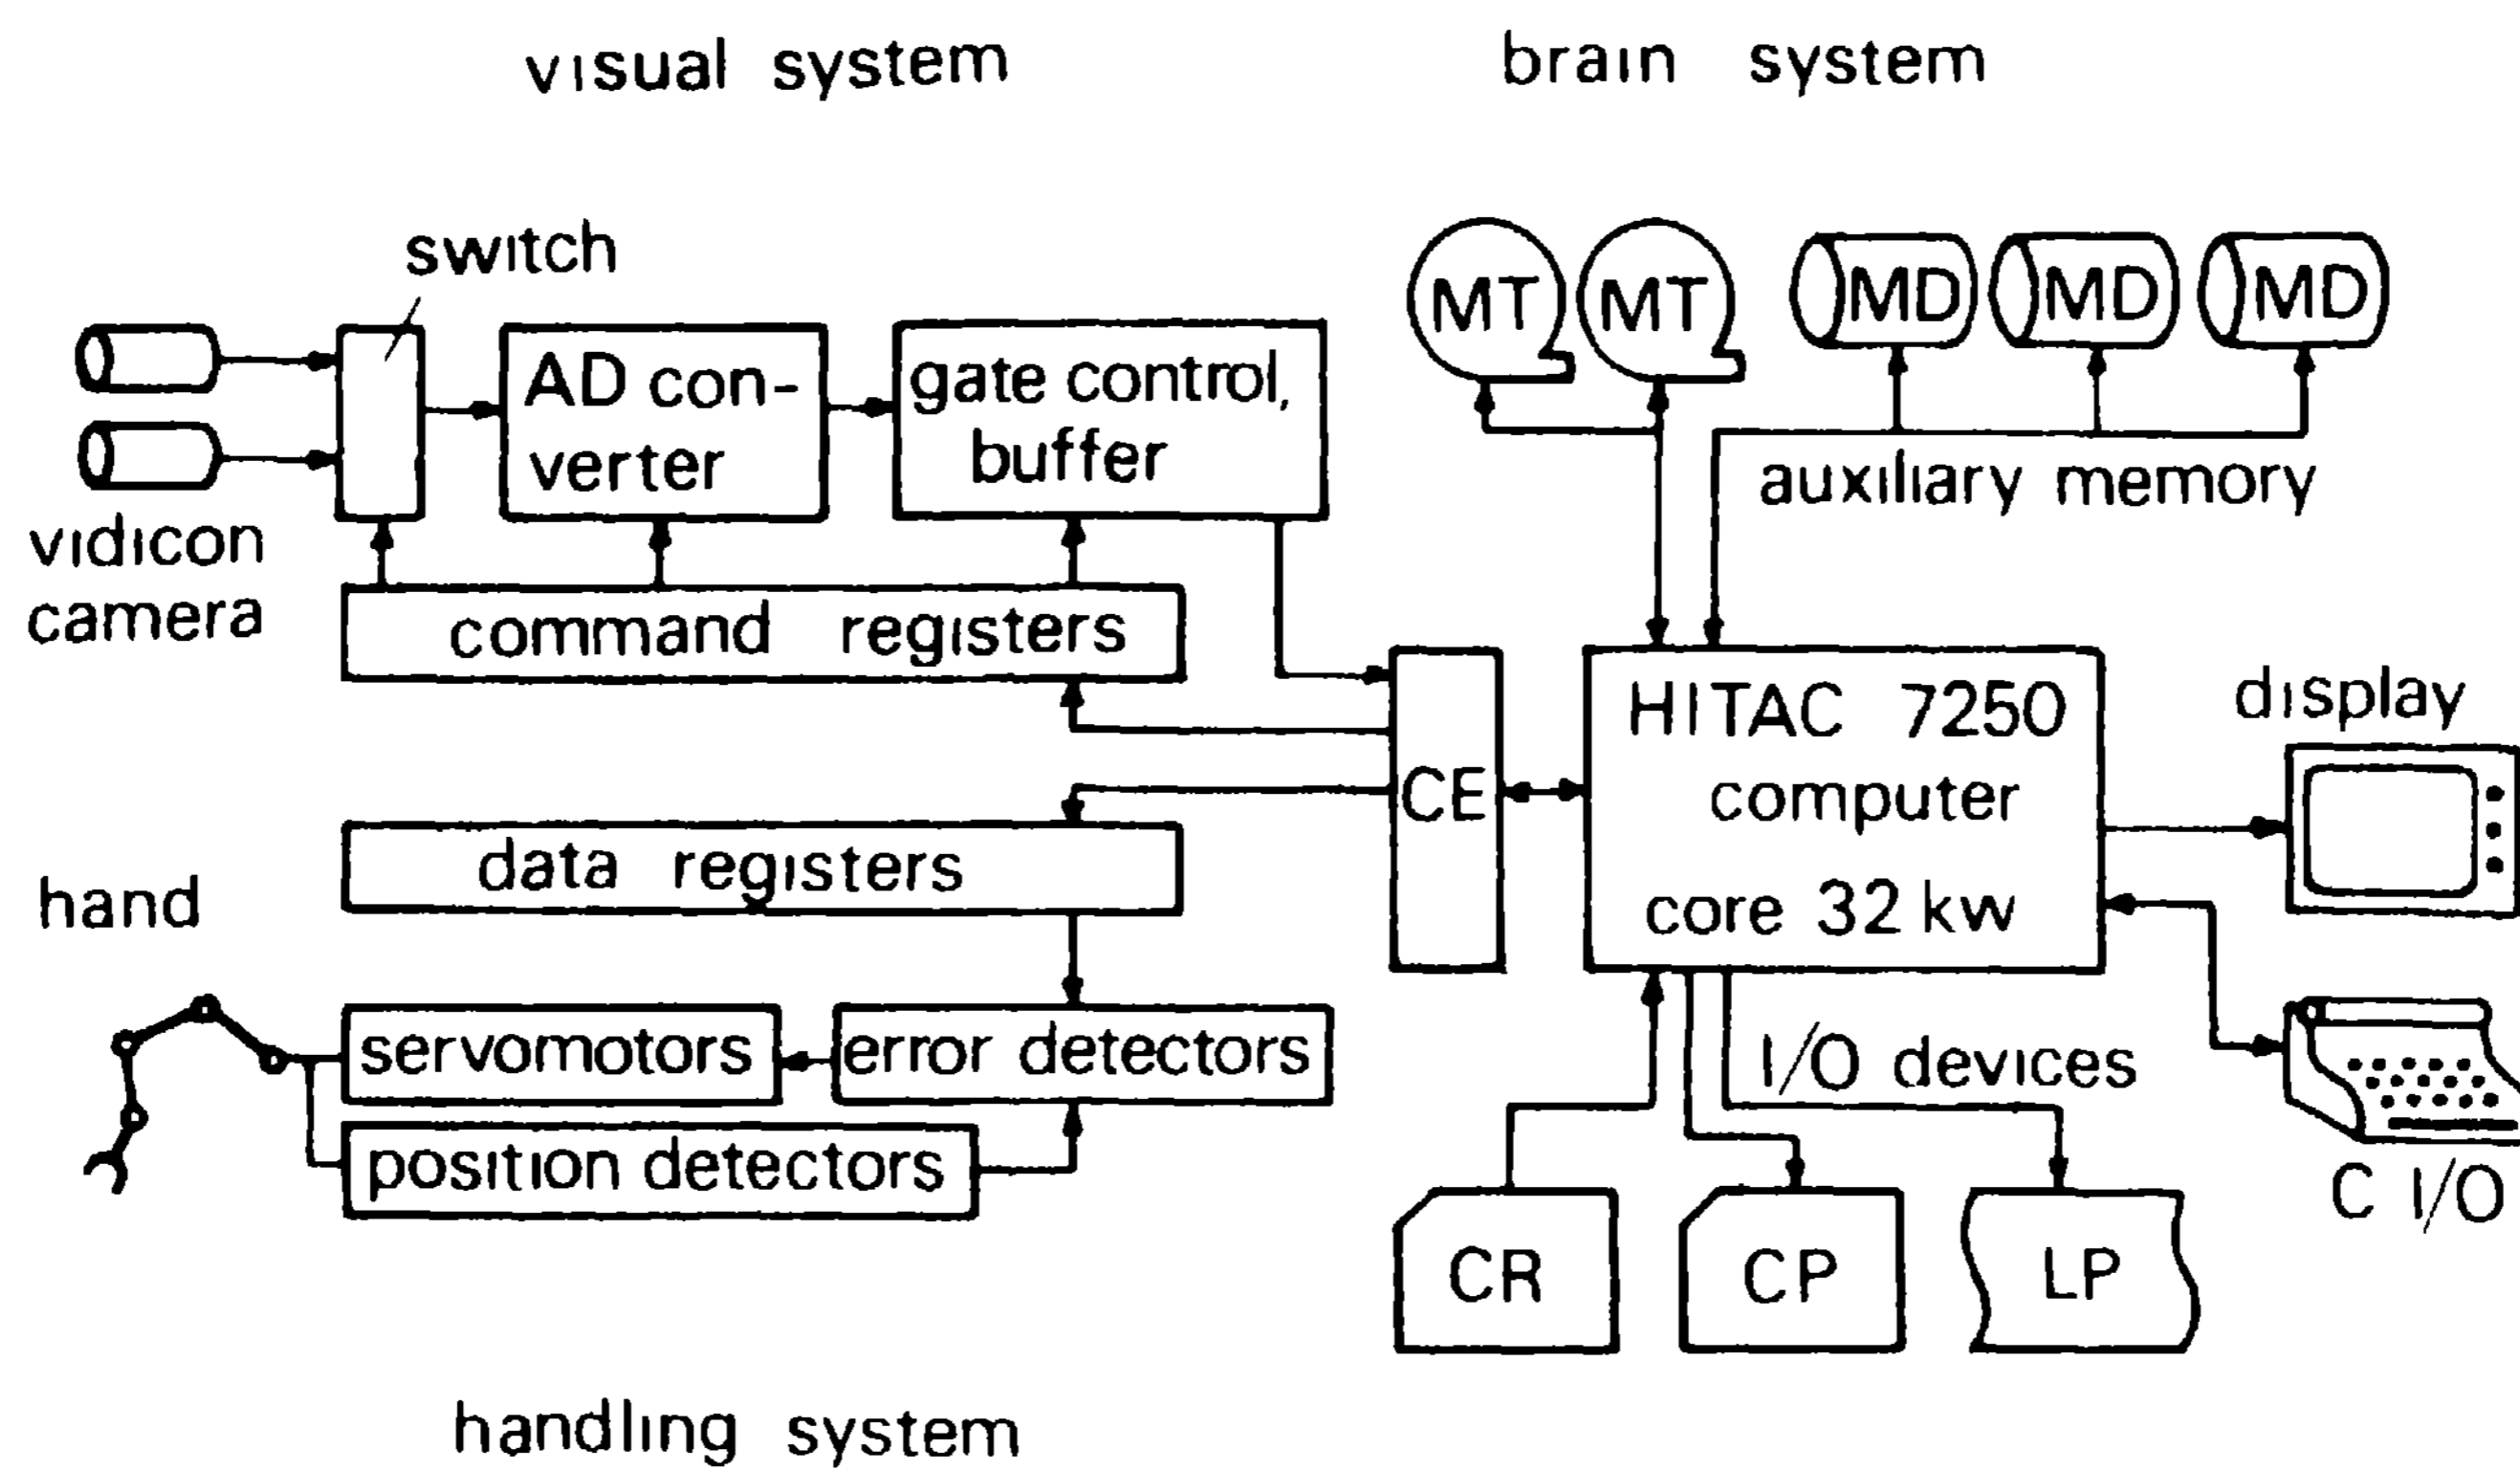 visual system
brain system
switch
MT
MT
MD
MD
MD
AD con-
verter
gate control,
buffer
auxiliary memory
vidicon
camera
command registers
HITAC 7250
computer
core 32 kw
display
CE
data registers
hand
servomotors
error detectors
I/O devices
position detectors
C I/O
CR
CP
LP
handling system